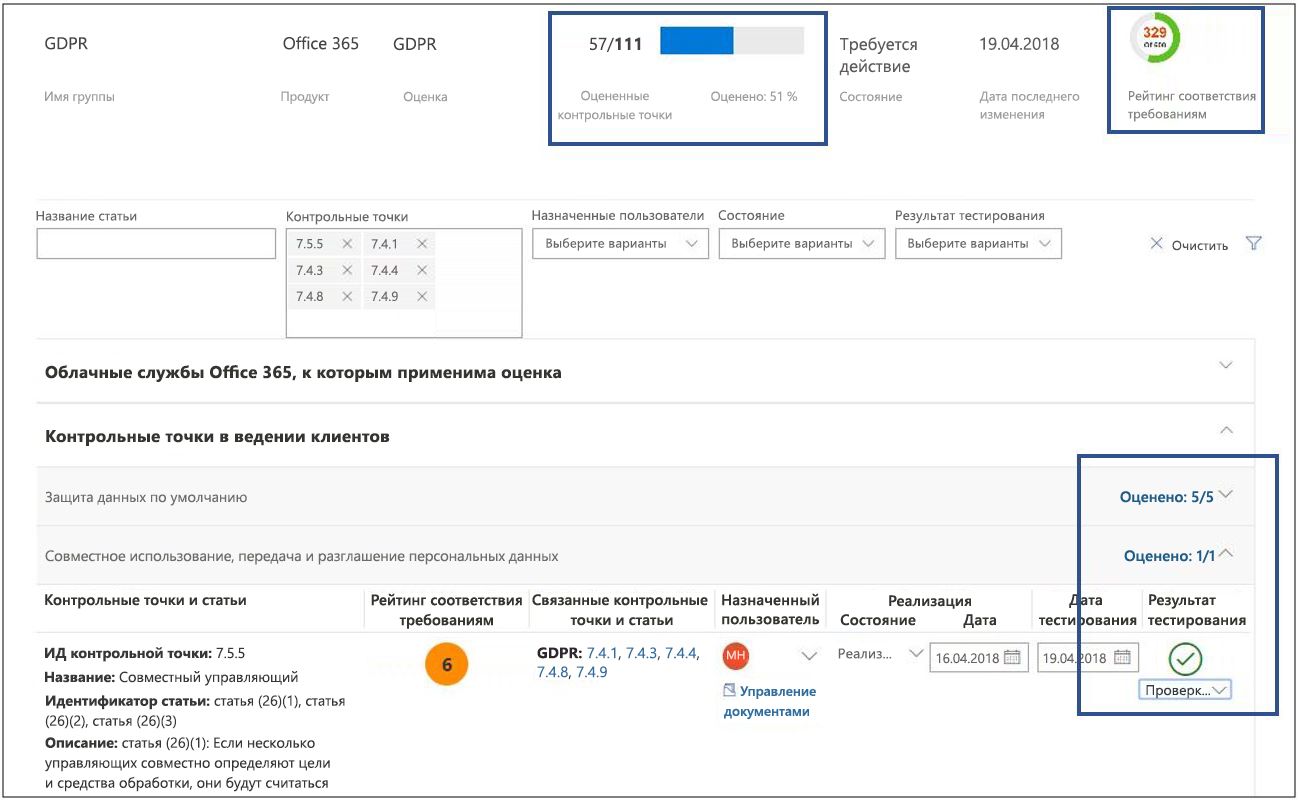 GDPR
Office 365
GDPR
57/111
Требуется
действие
19.04.2018
329
Имя группы
Продукт
Оценка
Оцененные
контрольные точки
Оценено: 51 %
Состояние
Дата последнего
изменения
Рейтинг соответствия
требованиям
Название статьи
Контрольные точки
Назначенные пользователи
Состояние
Результат тестирования
7.5.5 7.4.1
7.4.3 7.4.4
7.4.8 7.4.9
Выберите варианты
Выберите варианты
Выберите варианты
Очистить
Облачные службы Office 365, к которым применима оценка
Контрольные точки в ведении клиентов
Защита данных по умолчанию
Оценено: 5/5
Совместное использование, передача и разглашение персональных данных
Оценено: 1/1
Контрольные точки и статьи
Рейтинг соответствия
требованиям
Связанные контрольные
точки и статьи
Назначенный
пользователь
Реализация
Состояние
Дата
Дата
тестирования
Результат
тестирования
ИД контрольной точки: 7.5.5
Название: Совместный управляющий
Идентификатор статьи: статья (26)(1), статья
(26)(2), статья (26)(3)
Описание: статья (26)(1): Если несколько
управляющих совместно определяют цели
и средства обработки, они будут считаться
6
GDPR: 7.4.1, 7.4.3, 7.4.4,
7.4.8, 7.4.9
МН
Управление
документами
Реализ...
16.04.2018
19.04.2018
Проверк...